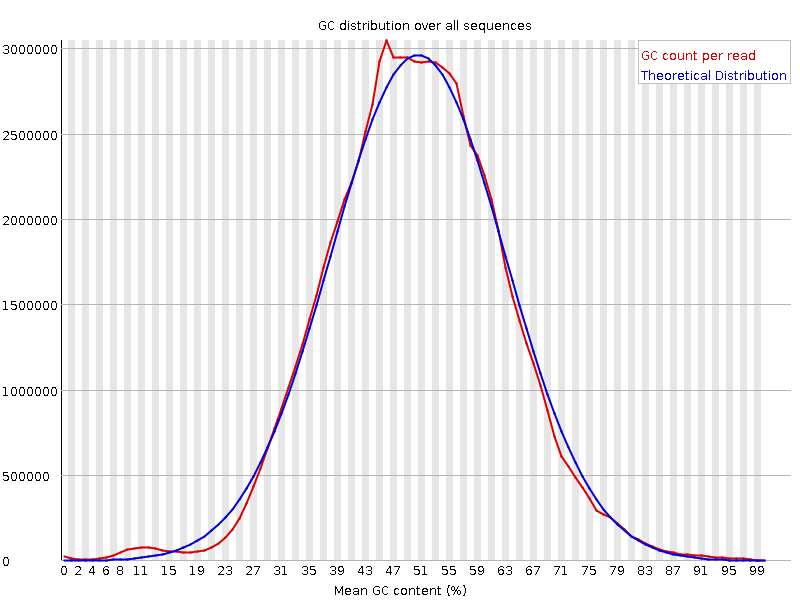 GC distribution over all sequences
GC count per read
Theoretical Distribution
3000000
2500000
2000000
1500000
1000000
500000
0
0 2 4 6 8 11 15 19 23 27 31 35 39 43 47 51 55 59 63 67 71 75 79 83 87 91 95 99
Mean GC content (%)